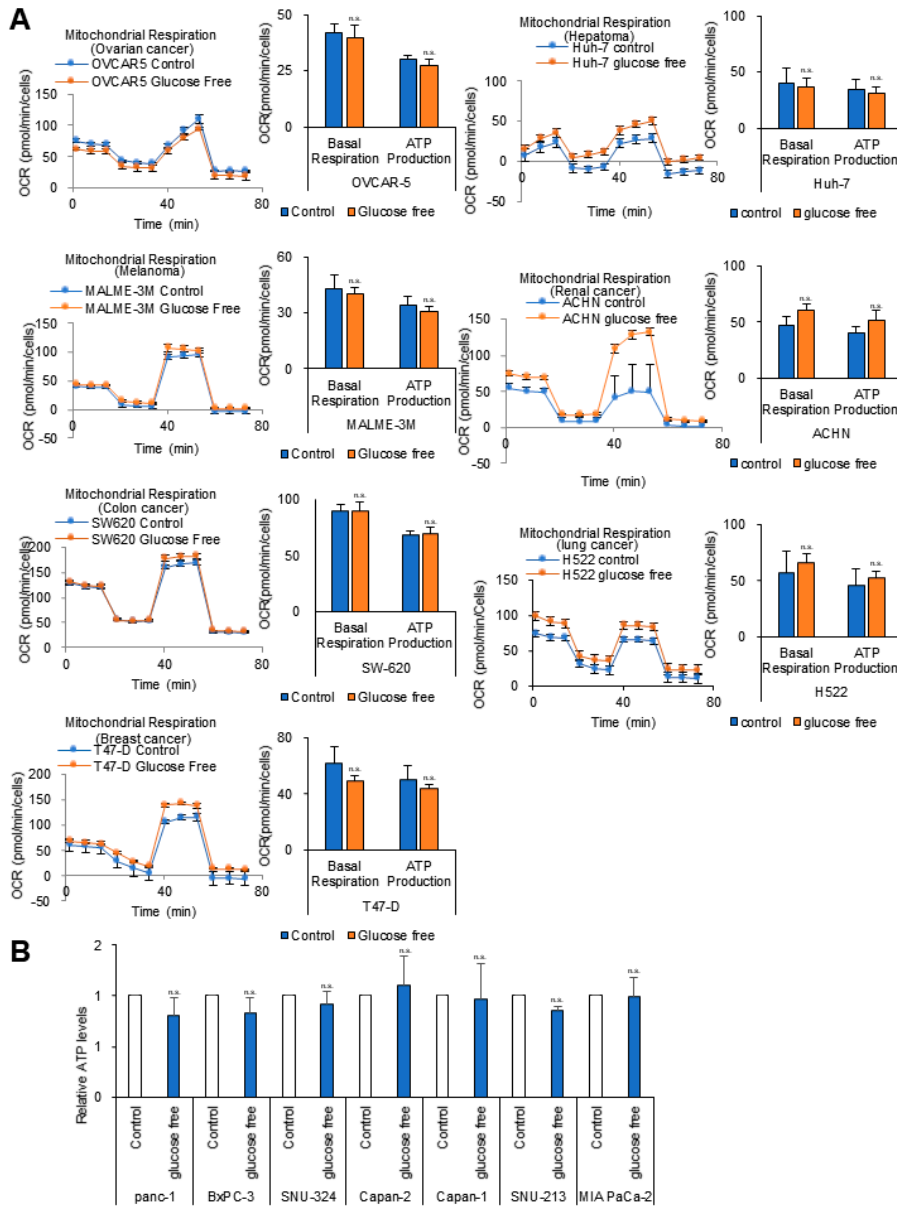 A
Mitochondrial Respiration
(Ovarian cancer)
OVCAR5 Control
OVCAR5 Glucose Free
OCR (pmol/min/cells)
150
100
50
0
-50
0
40
80
Time (min)
OCR(pmol/min/cells)
50
25
0
n.s.
n.s.
Basal Respiration
ATP Production
OVCAR-5
Control
Glucose free
Mitochondrial Respiration
(Hepatoma)
Huh-7 control
Huh-7 glucose free
OCR (pmol/min/cells)
100
50
0
-50
0
40
80
Time (min)
OCR (pmol/min/cells)
100
50
0
n.s.
n.s.
Basal Respiration
ATP Production
Huh-7
control
glucose free
Mitochondrial Respiration
(Melanoma)
MALME-3M Control
MALME-3M Glucose Free
OCR (pmol/min/cells)
150
100
50
0
-50
0
40
80
Time (min)
OCR(pmol/min/cells)
60
30
0
n.s.
n.s.
Basal Respiration
ATP Production
MALME-3M
Control
Glucose free
Mitochondrial Respiration
(Renal cancer)
ACHN control
ACHN glucose free
OCR (pmol/min/cells)
150
100
50
0
-50
0
40
80
Time (min)
OCR (pmol/min/cells)
100
50
0
n.s.
n.s.
Basal Respiration
ATP Production
ACHN
control
glucose free
Mitochondrial Respiration
(Colon cancer)
SW620 Control
SW620 Glucose Free
OCR (pmol/min/cells)
200
150
100
50
0
-50
0
40
80
Time (min)
OCR(pmol/min/cells)
100
50
0
n.s.
n.s.
Basal Respiration
ATP Production
SW-620
Control
Glucose free
Mitochondrial Respiration
(lung cancer)
H522 control
H522 glucose free
OCR (pmol/min/Cells)
150
100
50
0
-50
0
40
80
Time (min)
OCR (pmol/min/cells)
100
50
0
n.s.
n.s.
Basal Respiration
ATP Production
H522
control
glucose free
Mitochondrial Respiration
(Breast cancer)
T47-D Control
T47-D Glucose Free
OCR (pmol/min/cells)
200
150
100
50
0
-50
0
40
80
Time (min)
OCR(pmol/min/cells)
80
40
0
n.s.
n.s.
Basal Respiration
ATP Production
T47-D
Control
Glucose free
B
Relative ATP levels
2
1
1
0
n.s.
n.s.
n.s.
n.s.
n.s.
n.s.
n.s.
Control
glucose free
Control
glucose free
Control
glucose free
Control
glucose free
Control
glucose free
Control
glucose free
Control
glucose free
panc-1
BxPC-3
SNU-324
Capan-2
Capan-1
SNU-213
MIA PaCa-2